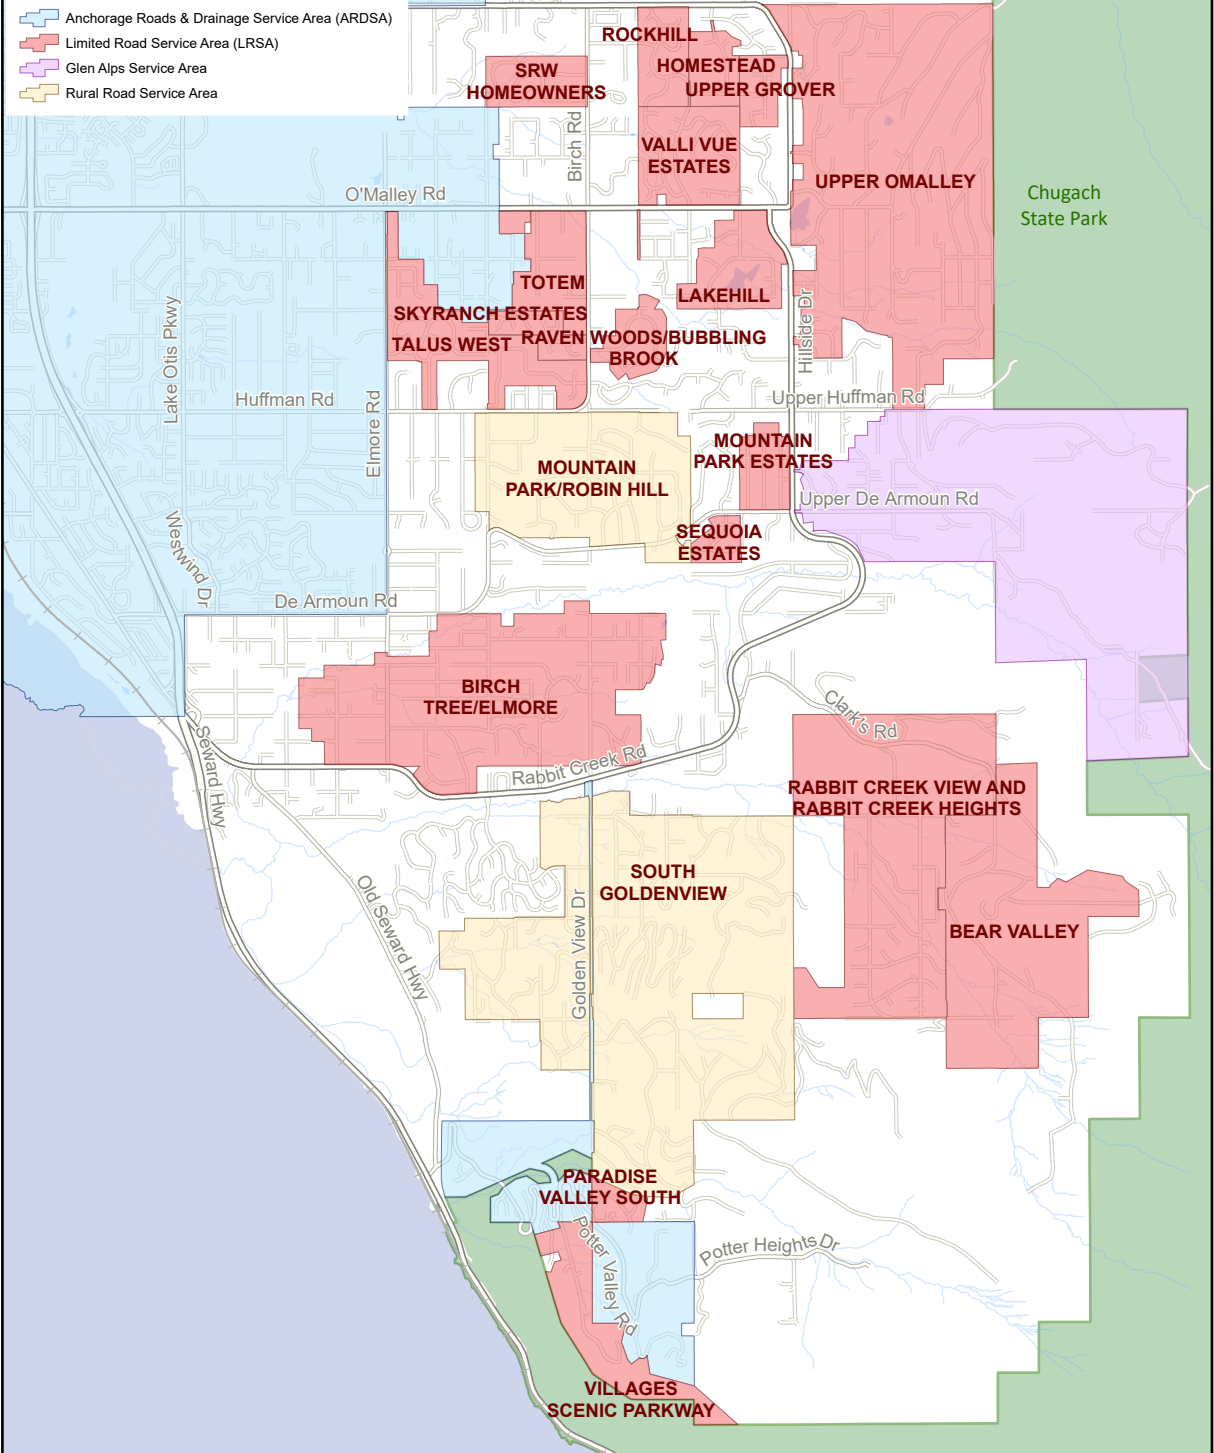 Anchorage Roads & Drainage Service Area (ARDSA)
Limited Road Service Area (LRSA)
Glen Alps Service Area
Rural Road Service Area
ROCKHILL
SRW
HOMEOWNERS
HOMESTEAD
UPPER GROVER
Birch Rd
VALLI VUE
ESTATES
UPPER OMALLEY
O'Malley Rd
Chugach
State Park
TOTEM
SKYRANCH ESTATES
TALUS WEST
LAKEHILL
RAVEN WOODS/BUBBLING
BROOK
Hillside Dr
Lake Otis Pkwy
Huffman Rd
Elmore Rd
Upper Huffman Rd
MOUNTAIN
PARK ESTATES
MOUNTAIN
PARK/ROBIN HILL
Upper De Armoun Rd
SEQUOIA
ESTATES
Westwind Dr
De Armoun Rd
BIRCH
TREE/ELMORE
Clark's Rd
Seward Hwy
Rabbit Creek Rd
RABBIT CREEK VIEW AND
RABBIT CREEK HEIGHTS
SOUTH
GOLDENVIEW
Old Seward Hwy
Golden View Dr
BEAR VALLEY
PARADISE
VALLEY SOUTH
Potter Valley Rd
Potter Heights Dr
VILLAGES
SCENIC PARKWAY